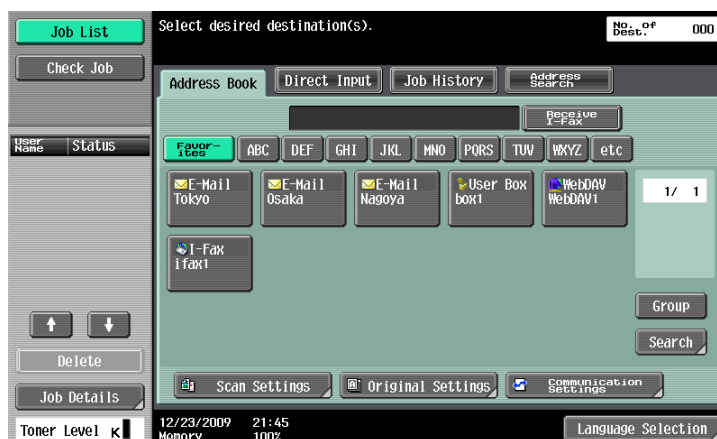 Job List
Check Job
User Name
Status
Delete
Job Details
Toner Level K
Select desired destination(s).
No. of Dest. 000
Address Book
Direct Input
Job History
Address Search
Receive I-Fax
Favor-ites
ABC
DEF
GHI
JKL
MNO
PQRS
TUV
WXYZ
etc
E-Mail
Tokyo
E-Mail
Osaka
E-Mail
Nagoya
User Box
box1
WebDAV
WebDAV1
1/ 1
I-Fax
ifax1
Group
Search
Scan Settings
Original Settings
Communication Settings
12/23/2009 21:45
Memory 100%
Language Selection